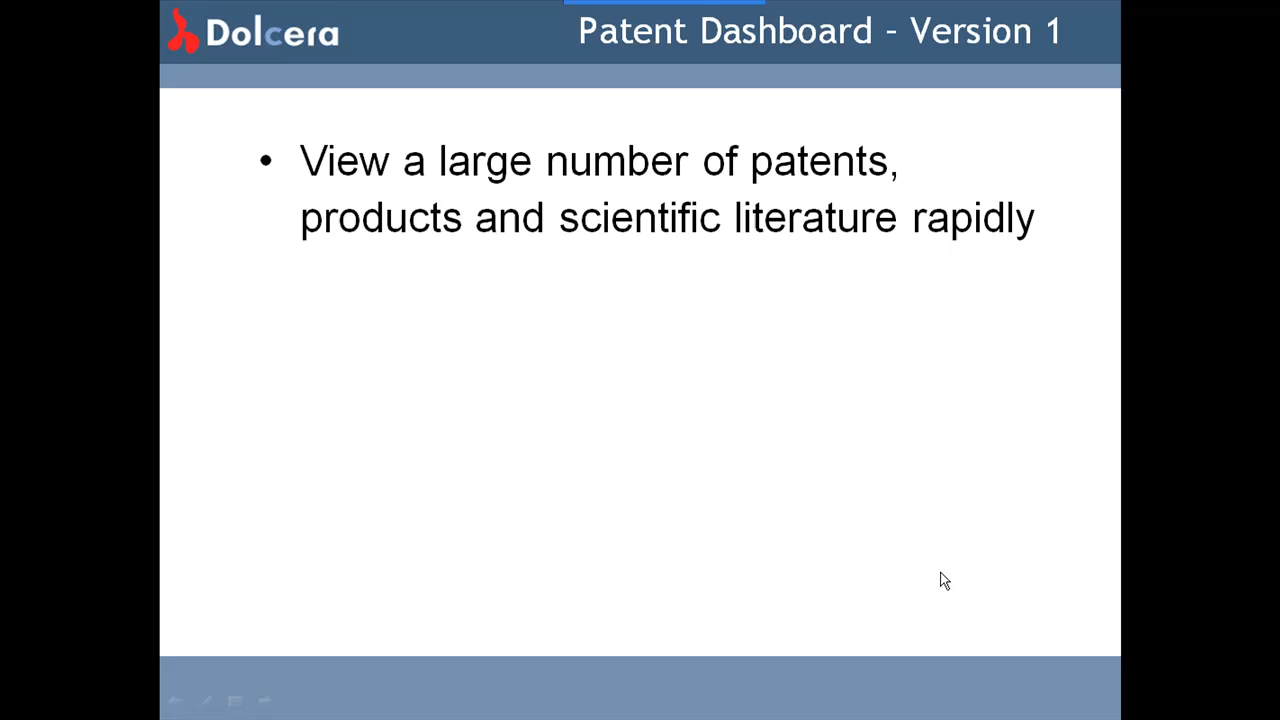 Dolcera
Patent Dashboard – Version 1
• View a large number of patents,
products and scientific literature rapidly